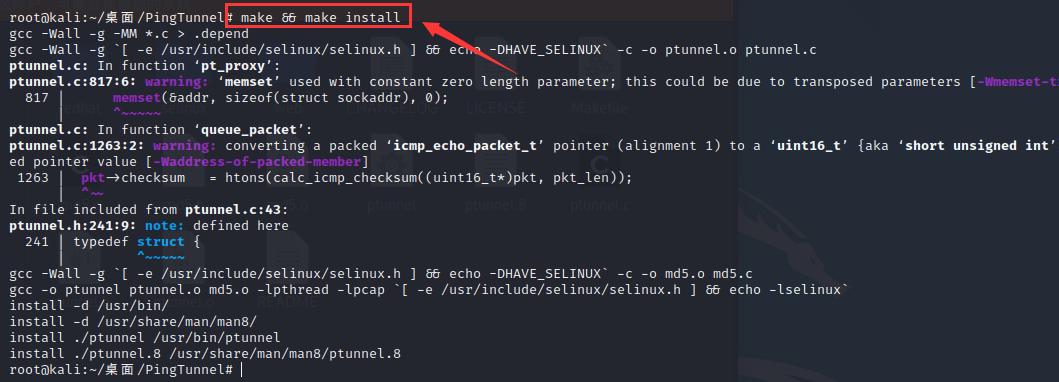 root@kali:~/桌面/PingTunnel# make && make install
gcc -Wall -g -MM *.c > .depend
gcc -Wall -g `[ -e /usr/include/selinux/selinux.h ] && echo -DHAVE_SELINUX` -c -o ptunnel.o ptunnel.c
ptunnel.c: In function ‘pt_proxy’:
ptunnel.c:817:6: warning: ‘memset’ used with constant zero length parameter; this could be due to transposed parameters [-Wmemset-t
817 | memset(&addr, sizeof(struct sockaddr), 0);
| ^~~~~~
ptunnel.c: In function ‘queue_packet’:
ptunnel.c:1263:2: warning: converting a packed ‘icmp_echo_packet_t’ pointer (alignment 1) to a ‘uint16_t’ {aka ‘short unsigned int’
ed pointer value [-Waddress-of-packed-member]
1263 | pkt→checksum = htons(calc_icmp_checksum((uint16_t*)pkt, pkt_len));
| ^~~
In file included from ptunnel.c:43:
ptunnel.h:241:9: note: defined here
241 | typedef struct {
| ^~~~~~
gcc -Wall -g `[ -e /usr/include/selinux/selinux.h ] && echo -DHAVE_SELINUX` -c -o md5.o md5.c
gcc -o ptunnel ptunnel.o md5.o -lpthread -lpcap `[ -e /usr/include/selinux/selinux.h ] && echo -lselinux`
install -d /usr/bin/
install -d /usr/share/man/man8/
install ./ptunnel /usr/bin/ptunnel
install ./ptunnel.8 /usr/share/man/man8/ptunnel.8
root@kali:~/桌面/PingTunnel#